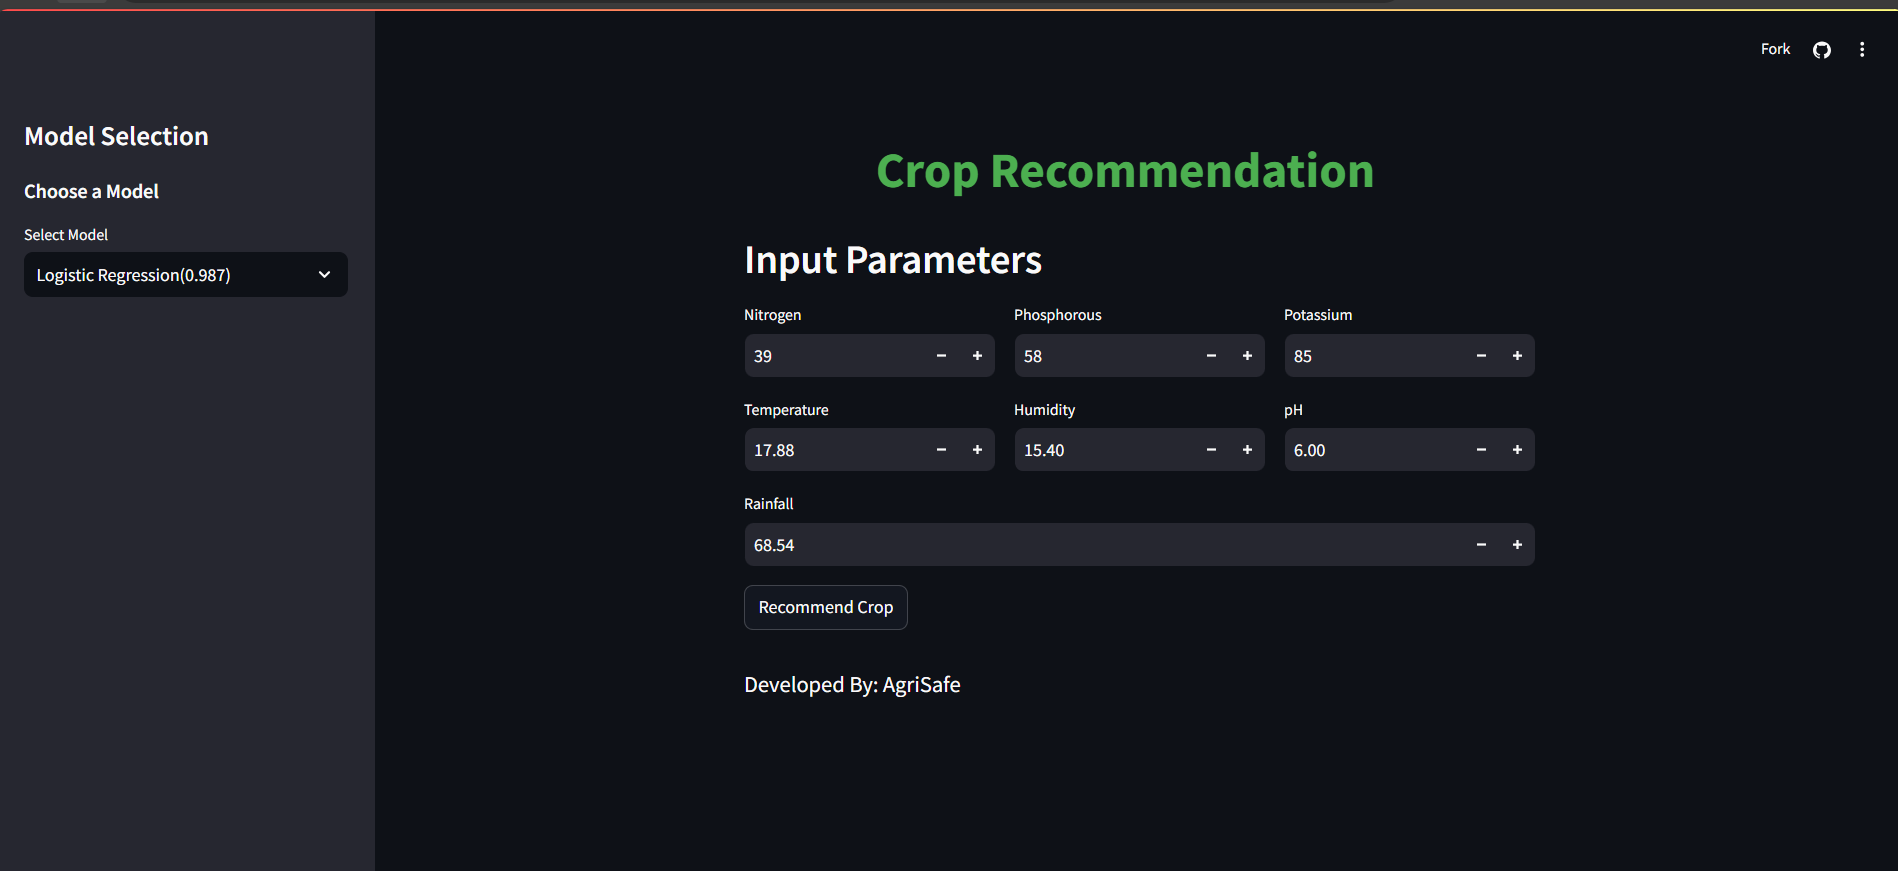 Fork
Model Selection
Choose a Model
Select Model
Logistic Regression(0.987)
Crop Recommendation
Input Parameters
Nitrogen Phosphorous Potassium
39 − + 58 − + 85 − +
Temperature Humidity pH
17.88 − + 15.40 − + 6.00 − +
Rainfall
68.54 − +
Recommend Crop
Developed By: AgriSafe